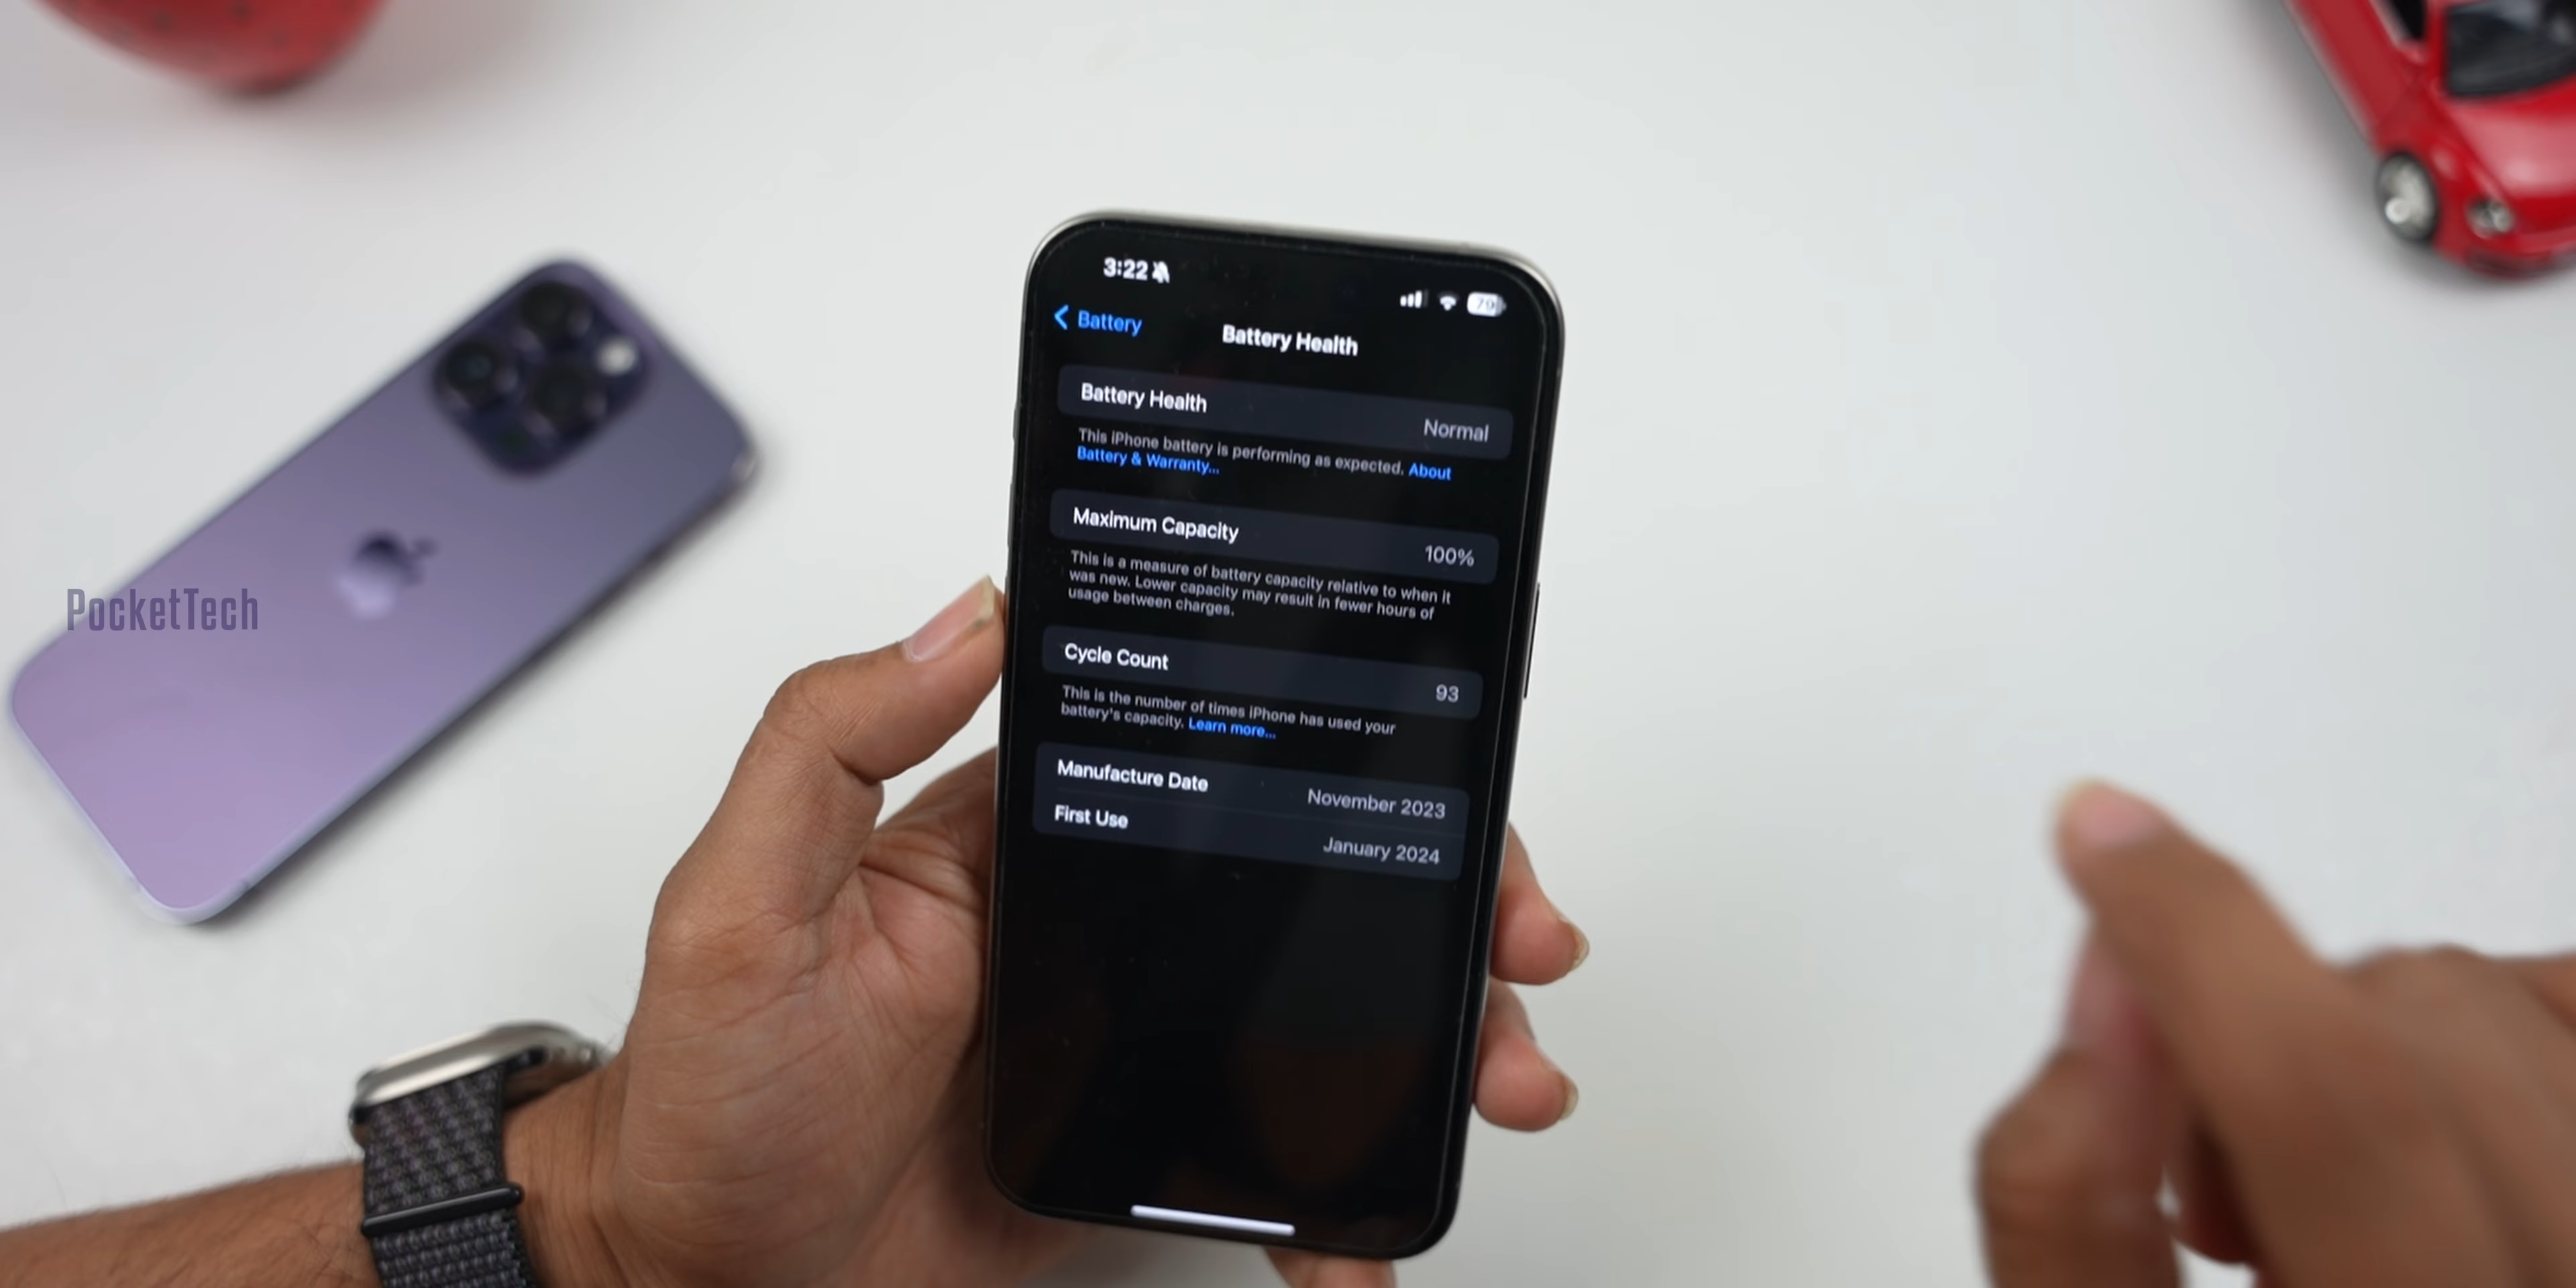 3:22
79
Battery
Battery Health
Battery Health
Normal
This iPhone battery is performing as expected. About
Battery & Warranty...
Maximum Capacity
100%
This is a measure of battery capacity relative to when it
was new. Lower capacity may result in fewer hours of
usage between charges.
PocketTech
Cycle Count
93
This is the number of times iPhone has used your
battery's capacity. Learn more...
Manufacture Date
November 2023
First Use
January 2024